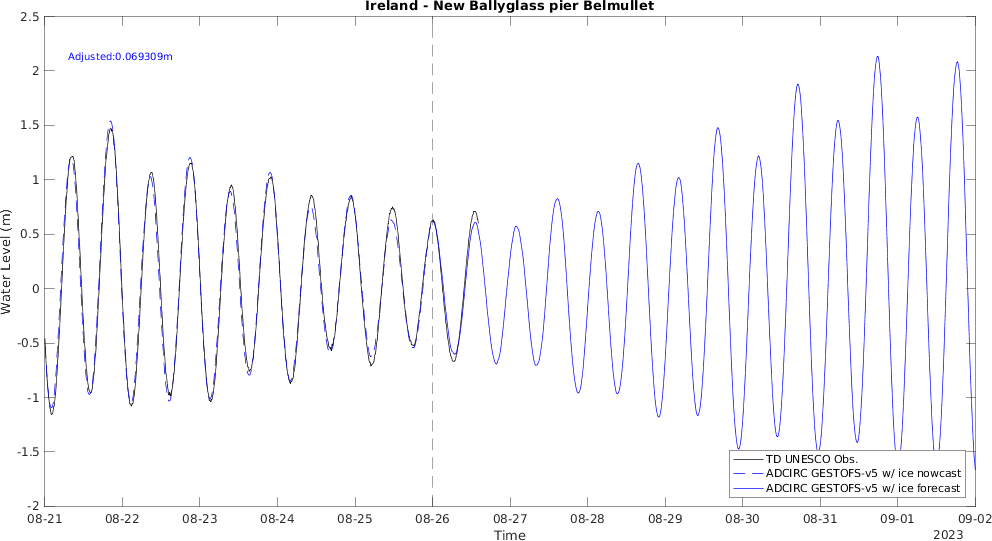 Ireland - New Ballyglass pier Belmullet
Adjusted:0.069309m
Water Level (m)
2.5
2
1.5
1
0.5
0
-0.5
-1
-1.5
-2
TD UNESCO Obs.
ADCIRC GESTOFS-v5 w/ ice nowcast
ADCIRC GESTOFS-v5 w/ ice forecast
08-21 08-22 08-23 08-24 08-25 08-26 08-27 08-28 08-29 08-30 08-31 09-01 09-02
Time
2023